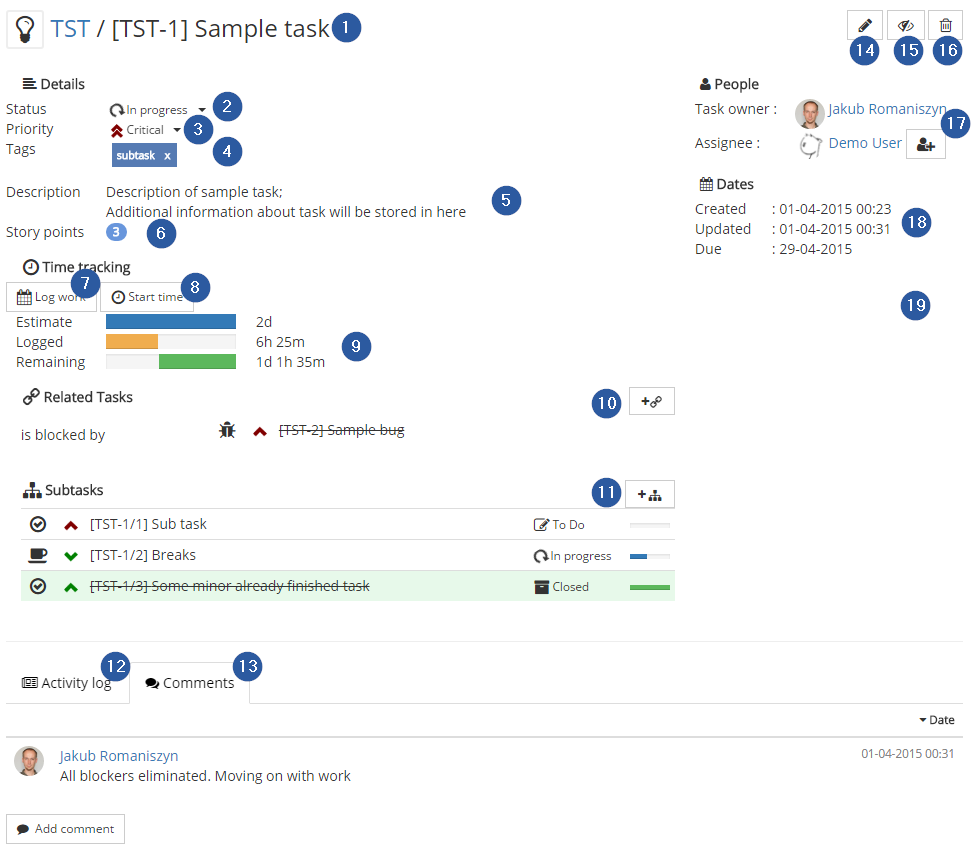 TST / [TST-1] Sample task 1
14 15 16
Details
Status In progress 2
Priority Critical 3
Tags subtask x 4
Description Description of sample task;
Additional information about task will be stored in here 5
Story points 3 6
Time tracking
7 8
Log work Start time
Estimate 2d
Logged 6h 25m
Remaining 1d 1h 35m
9
Related Tasks 10 +
is blocked by [TST-2] Sample bug
Subtasks 11 +
[TST-1/1] Sub task To Do
[TST-1/2] Breaks In progress
[TST-1/3] Some minor already finished task Closed
People
Task owner : Jakub Romaniszyn
17
Assignee : Demo User
Dates
Created : 01-04-2015 00:23
Updated : 01-04-2015 00:31 18
Due : 29-04-2015
19
12 13
Activity log Comments
Date
Jakub Romaniszyn 01-04-2015 00:31
All blockers eliminated. Moving on with work
Add comment